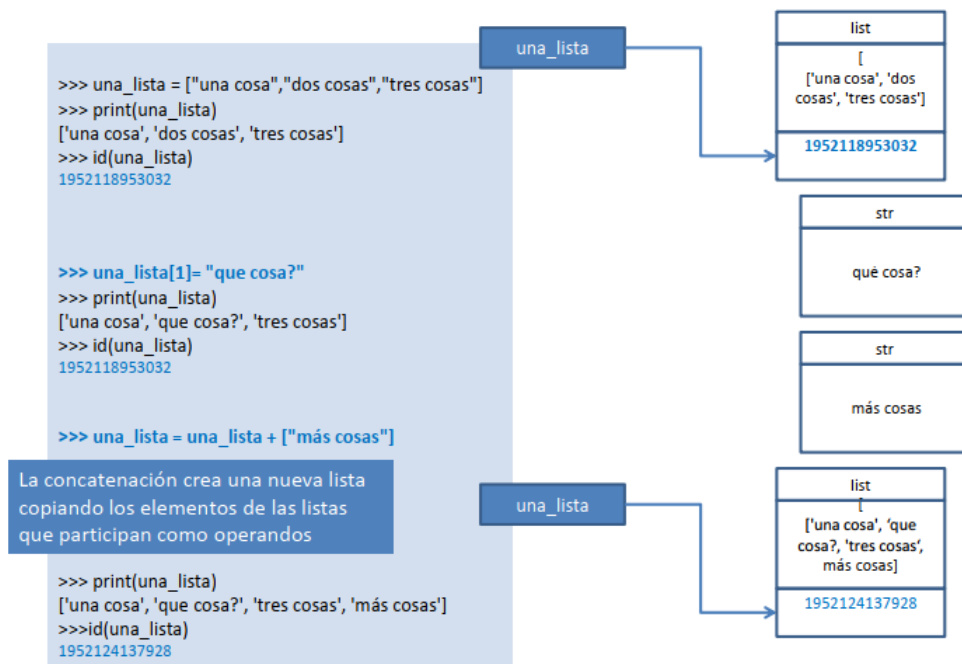 una_lista
>>> una_lista = ["una cosa","dos cosas","tres cosas"]
>>> print(una_lista)
['una cosa', 'dos cosas', 'tres cosas']
>>> id(una_lista)
1952118953032
list
[
['una cosa', 'dos
cosas', 'tres cosas']
1952118953032
>>> una_lista[1]= "que cosa?"
>>> print(una_lista)
['una cosa', 'que cosa?', 'tres cosas']
>>> id(una_lista)
1952118953032
str
qué cosa?
str
más cosas
>>> una_lista = una_lista + ["más cosas"]
La concatenación crea una nueva lista
copiando los elementos de las listas
que participan como operandos
una_lista
list
[
['una cosa', ‘que
cosa?, 'tres cosas‘,
más cosas]
1952124137928
>>> print(una_lista)
['una cosa', 'que cosa?', 'tres cosas', 'más cosas']
>>>id(una_lista)
1952124137928